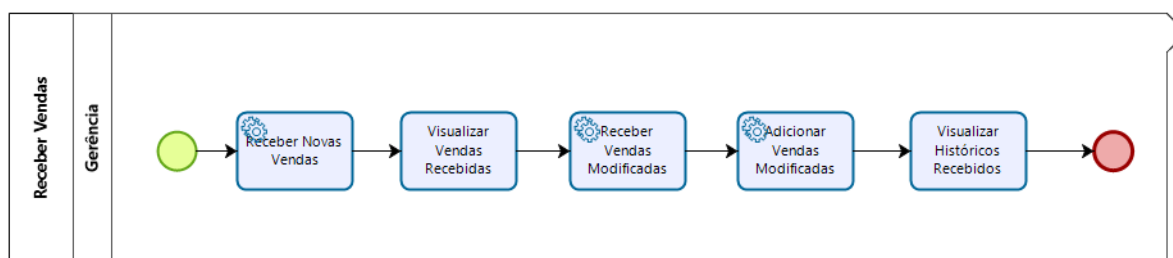 Receber Vendas
Gerência
Receber Novas
Vendas
Visualizar
Vendas
Recebidas
Receber
Vendas
Modificadas
Adicionar
Vendas
Modificadas
Visualizar
Históricos
Recebidos